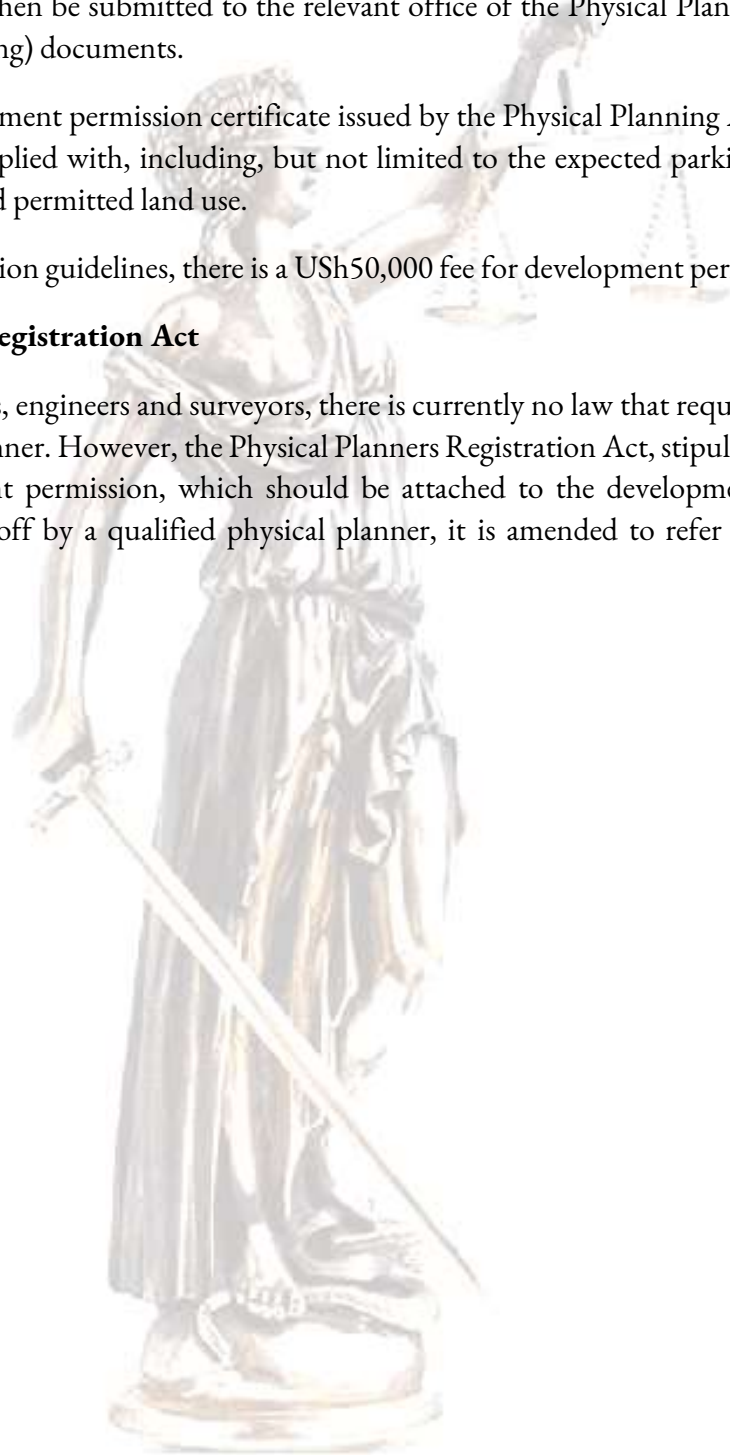 hen be submitted to the relevant office of the Physical Plan
ng) documents.
ment permission certificate issued by the Physical Planning
plied with, including, but not limited to the expected parki
d permitted land use.
ion guidelines, there is a USh50,000 fee for development per
egistration Act
s, engineers and surveyors, there is currently no law that requ
nner. However, the Physical Planners Registration Act, stipul
nt permission, which should be attached to the developme
off by a qualified physical planner, it is amended to refer